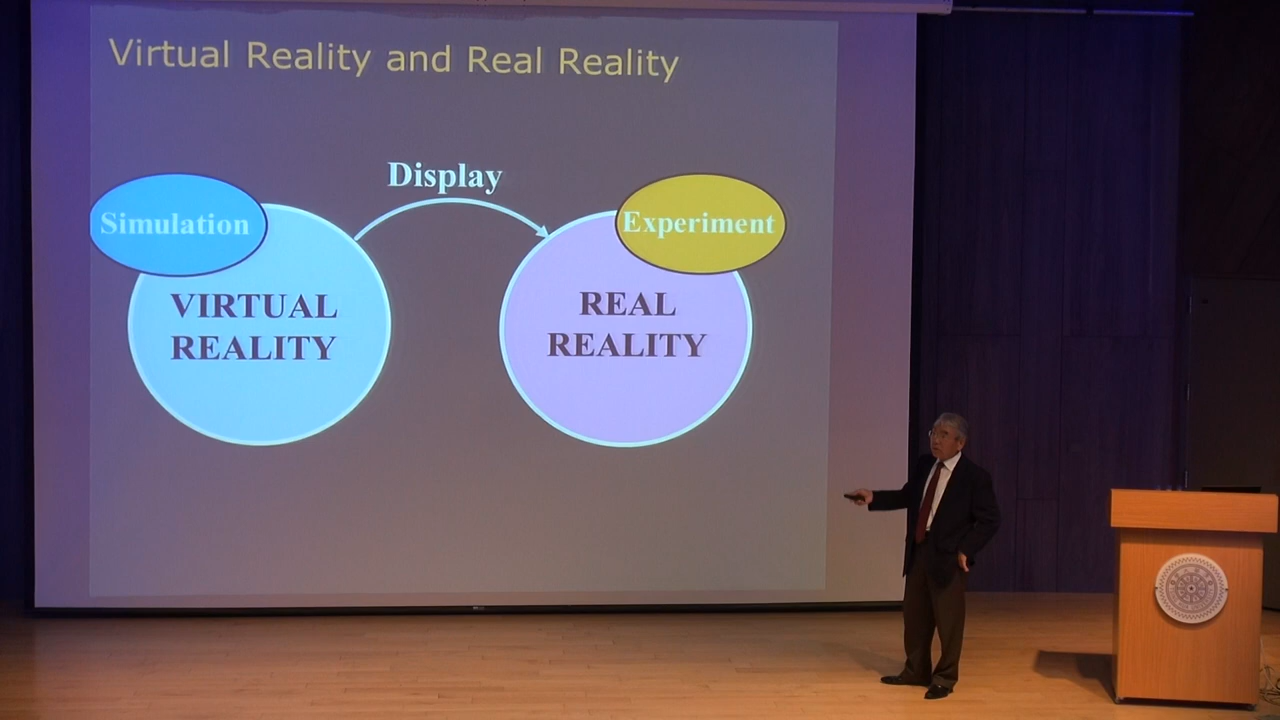 Virtual Reality and Real Reality
Display
Simulation
Experiment
VIRTUAL
REALITY
REAL
REALITY